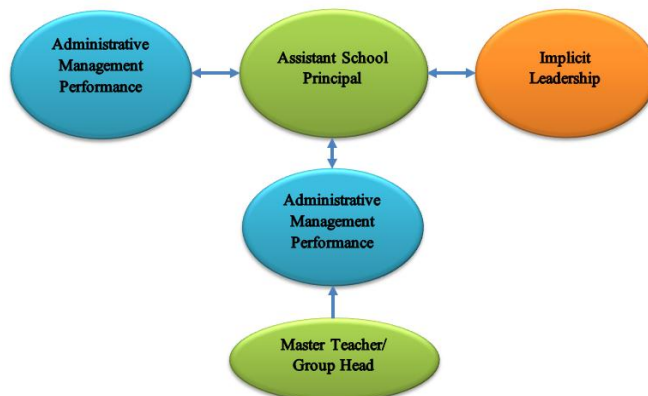 Administrative
Management
Performance
Assistant School
Principal
Implicit
Leadership
Administrative
Management
Performance
Master Teacher/
Group Head